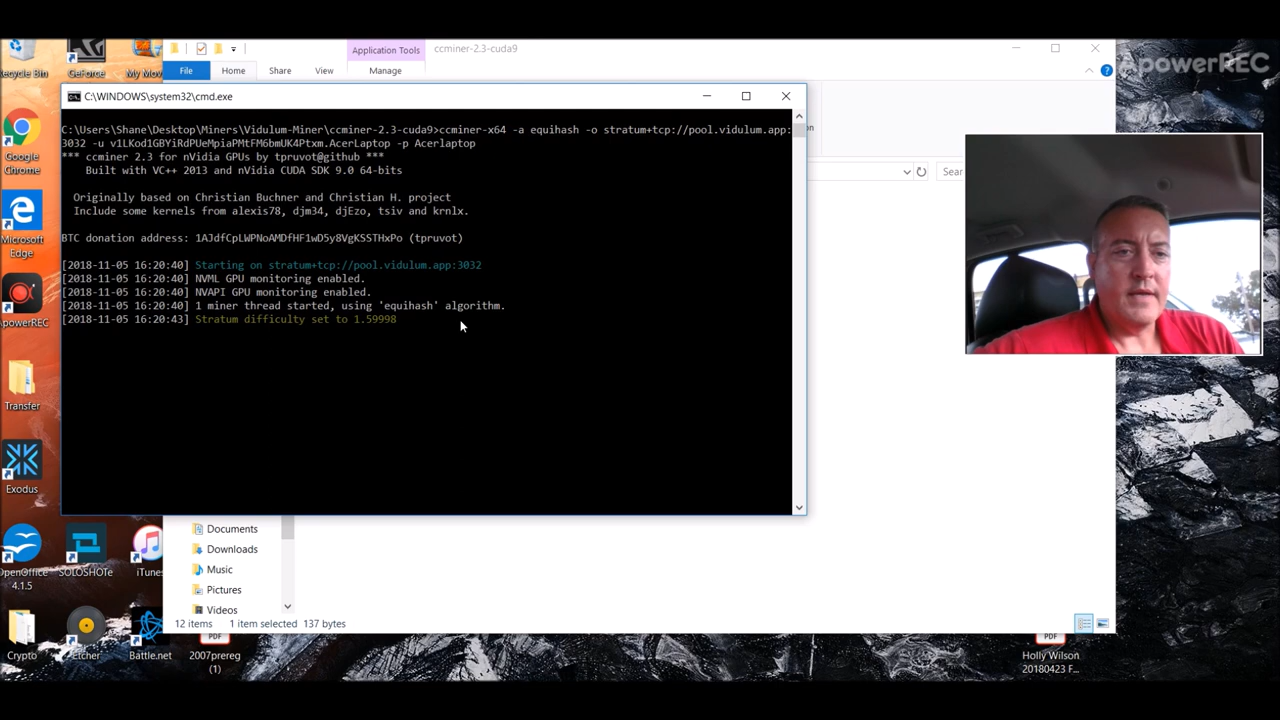 Recycle Bin
GeForce
My Mov
Application Tools
ccminer-2.3-cuda9
ApowerREC
File
Home
Share
View
Manage
C:\WINDOWS\system32\cmd.exe
C:\Users\Shane\Desktop\Miners\Vidulum-Miner\ccminer-2.3-cuda9>ccminer-x64 -a equihash -o stratum+tcp://pool.vidulum.app:
3032 -u v1LKod1GBYiRdPUeMpiaPMtFM6bmUK4Ptxm.AcerLaptop -p Acerlaptop
*** ccminer 2.3 for nVidia GPUs by tpruvot@github ***
Built with VC++ 2013 and nVidia CUDA SDK 9.0 64-bits
Originally based on Christian Buchner and Christian H. project
Include some kernels from alexis78, djm34, djEzo, tsiv and krnlx.
BTC donation address: 1AJdfCpLWPNoAMDfHF1wD5y8VgKSSTHxPo (tpruvot)
[2018-11-05 16:20:40] Starting on stratum+tcp://pool.vidulum.app:3032
[2018-11-05 16:20:40] NVML GPU monitoring enabled.
[2018-11-05 16:20:40] NVAPI GPU monitoring enabled.
[2018-11-05 16:20:40] 1 miner thread started, using 'equihash' algorithm.
[2018-11-05 16:20:43] Stratum difficulty set to 1.59998
on
Sear
Google
Chrome
Microsoft
Edge
ApowerREC
Transfer
Exodus
OpenOffice
4.1.5
SOLOSHOTe
iTunes
Documents
Downloads
Music
Pictures
Videos
12 items
1 item selected
137 bytes
Crypto
Etcher
Battle.net
PDF
2007prereg
(1)
PDF
Holly Wilson
20180423 F...